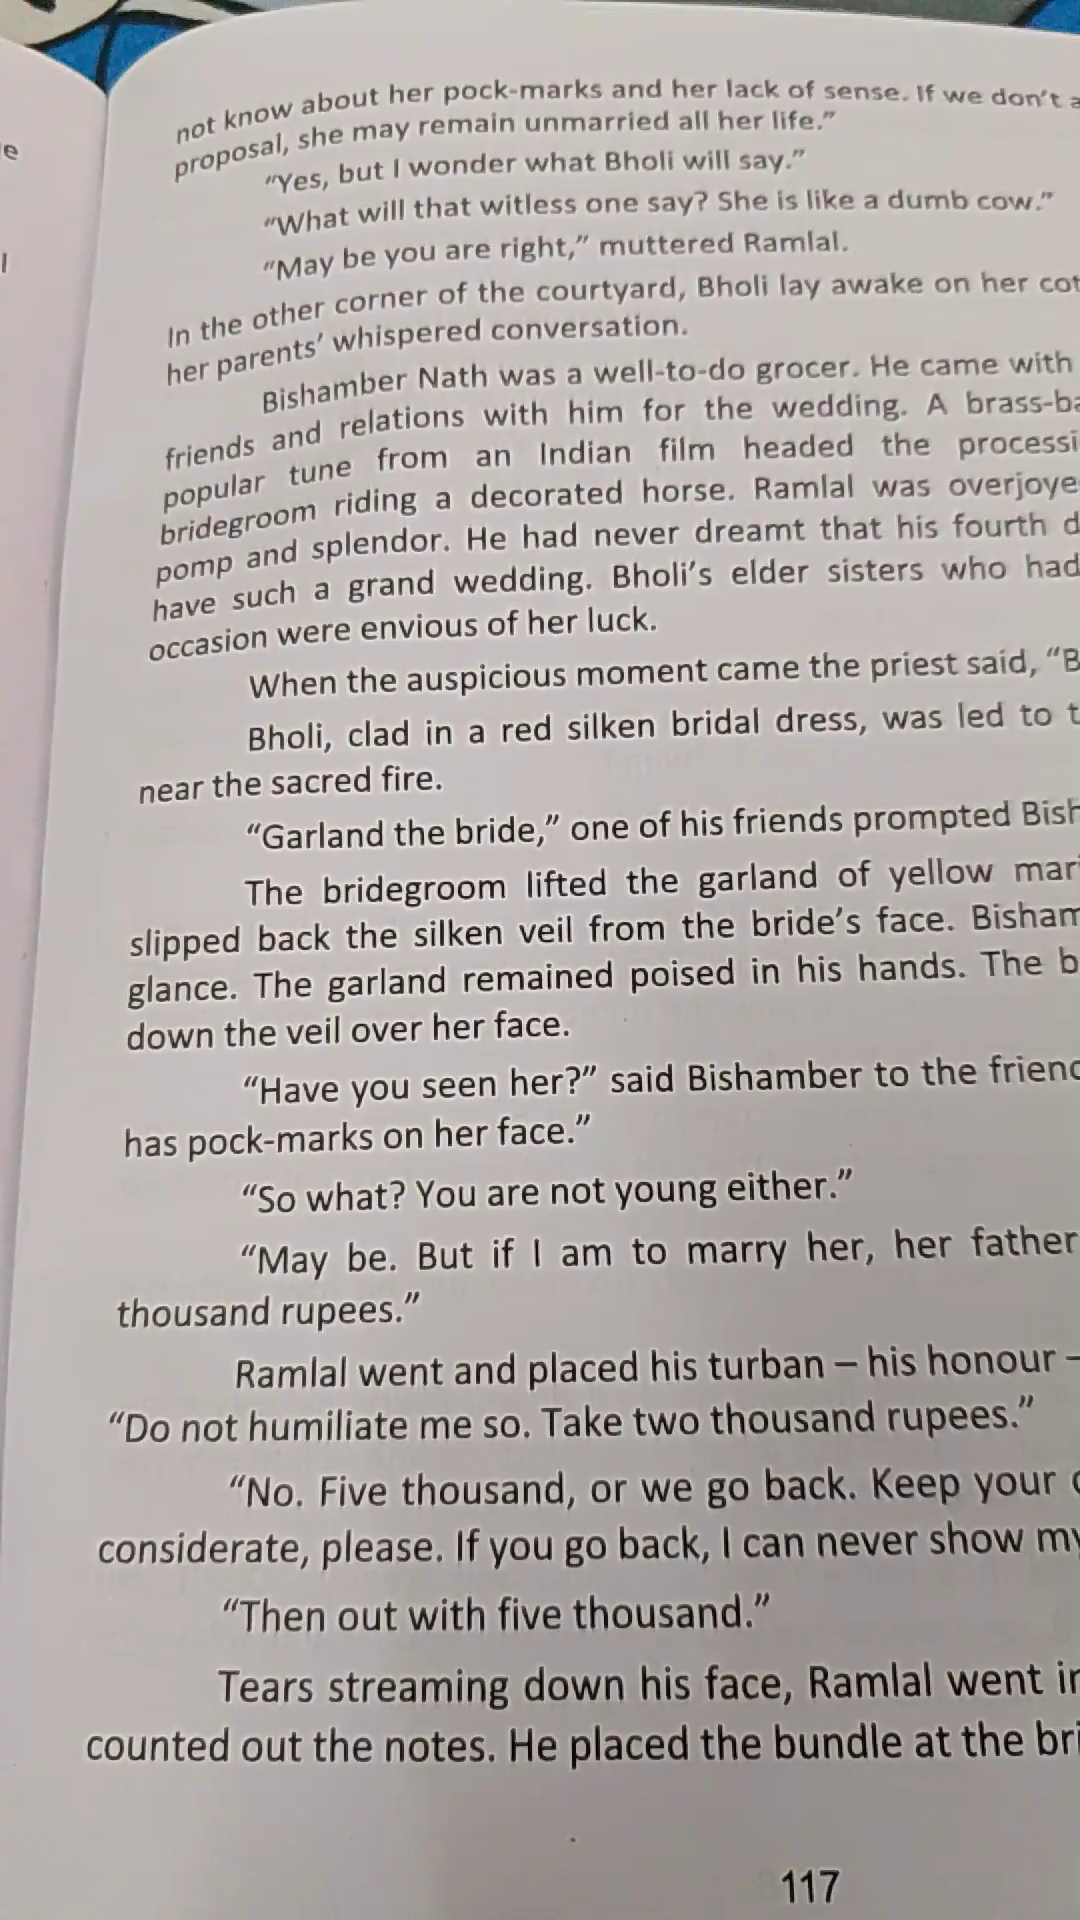 not know about her pock-marks and her lack of sense. If we don't
proposal, she may remain unmarried all her life."
"Yes, but I wonder what Bholi will say."
"What will that witless one say? She is like a dumb cow."
"May be you are right," muttered Ramlal.
In the other corner of the courtyard, Bholi lay awake on her cot
her parents' whispered conversation.
Bishamber Nath was a well-to-do grocer. He came with
friends and relations with him for the wedding. A brass-ba
popular tune from an Indian film headed the processi
bridegroom riding a decorated horse. Ramlal was overjoye
pomp and splendor. He had never dreamt that his fourth d
have such a grand wedding. Bholi's elder sisters who had
occasion were envious of her luck.
When the auspicious moment came the priest said, "B
Bholi, clad in a red silken bridal dress, was led to t
near the sacred fire.
"Garland the bride," one of his friends prompted Bish
The bridegroom lifted the garland of yellow mari
slipped back the silken veil from the bride's face. Bisham
glance. The garland remained poised in his hands. The b
down the veil over her face.
"Have you seen her?" said Bishamber to the friend
has pock-marks on her face."
"So what? You are not young either."
"May be. But if I am to marry her, her father
thousand rupees."
Ramlal went and placed his turban – his honour –
"Do not humiliate me so. Take two thousand rupees."
"No. Five thousand, or we go back. Keep your
considerate, please. If you go back, I can never show my
"Then out with five thousand."
Tears streaming down his face, Ramlal went in
counted out the notes. He placed the bundle at the bri
117